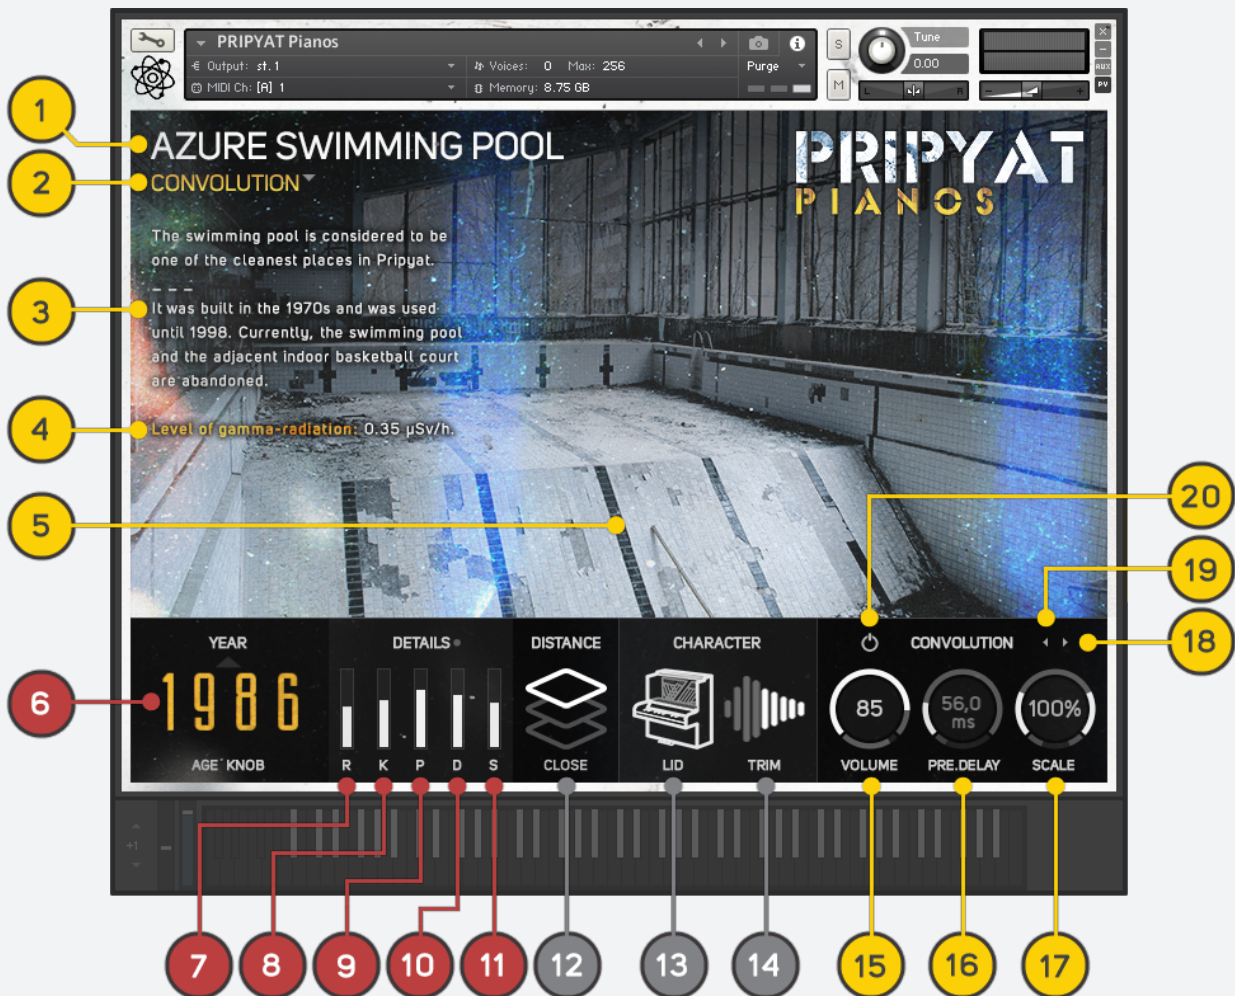 PRIPYAT Pianos
Output: st.1
Voices: 0 Max: 256
Purge
MIDI Ch: [A] 1
Memory: 8.75 GB
S
M
Tune
0.00
L
R
AUX
PV
1
AZURE SWIMMING POOL
2
CONVOLUTION
PRIPYAT
PIANOS
The swimming pool is considered to be
one of the cleanest places in Pripyat.
3
It was built in the 1970s and was used
until 1998. Currently, the swimming pool
and the adjacent indoor basketball court
are abandoned.
4
Level of gamma-radiation: 0.35 µSv/h.
5
20
19
18
6
YEAR
1986
AGE KNOB
DETAILS
R K P D S
DISTANCE
CLOSE
CHARACTER
LID
TRIM
CONVOLUTION
85
56,0
ms
100%
VOLUME
PRE.DELAY
SCALE
+1
7
8
9
10
11
12
13
14
15
16
17